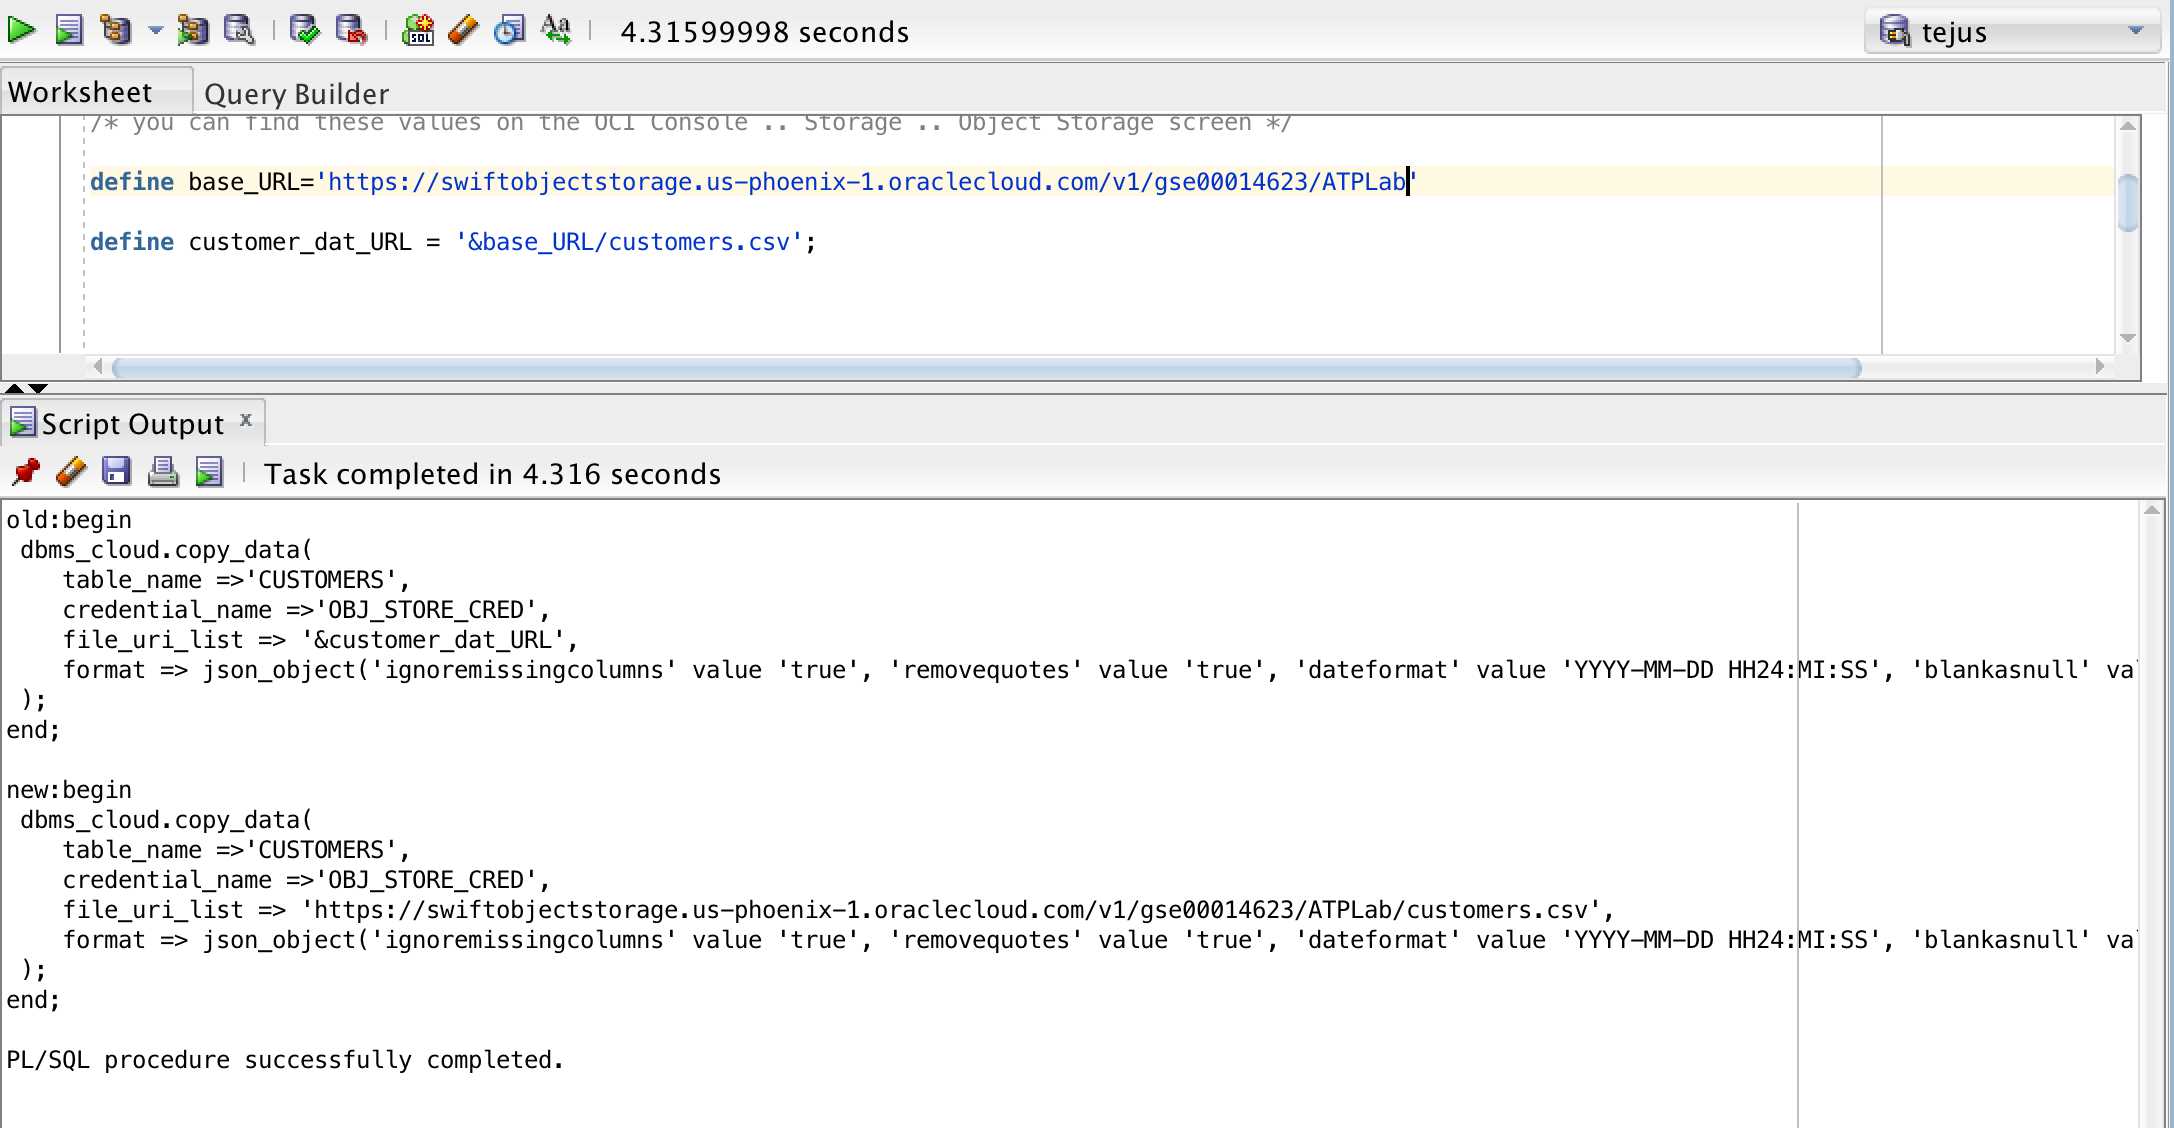 4.31599998 seconds
tejus
Worksheet
Query Builder
/* you can find these values on the OCI Console .. Storage .. Object Storage screen */
define base_URL='https://swiftobjectstorage.us-phoenix-1.oraclecloud.com/v1/gse00014623/ATPLab'
define customer_dat_URL = '&base_URL/customers.csv';
Script Output x
Task completed in 4.316 seconds
old:begin
dbms_cloud.copy_data(
table_name =>'CUSTOMERS',
credential_name =>'OBJ_STORE_CRED',
file_uri_list => '&customer_dat_URL',
format => json_object('ignoremissingcolumns' value 'true', 'removequotes' value 'true', 'dateformat' value 'YYYY-MM-DD HH24:MI:SS', 'blankasnull' va
);
end;
new:begin
dbms_cloud.copy_data(
table_name =>'CUSTOMERS',
credential_name =>'OBJ_STORE_CRED',
file_uri_list => 'https://swiftobjectstorage.us-phoenix-1.oraclecloud.com/v1/gse00014623/ATPLab/customers.csv',
format => json_object('ignoremissingcolumns' value 'true', 'removequotes' value 'true', 'dateformat' value 'YYYY-MM-DD HH24:MI:SS', 'blankasnull' va
);
end;
PL/SQL procedure successfully completed.